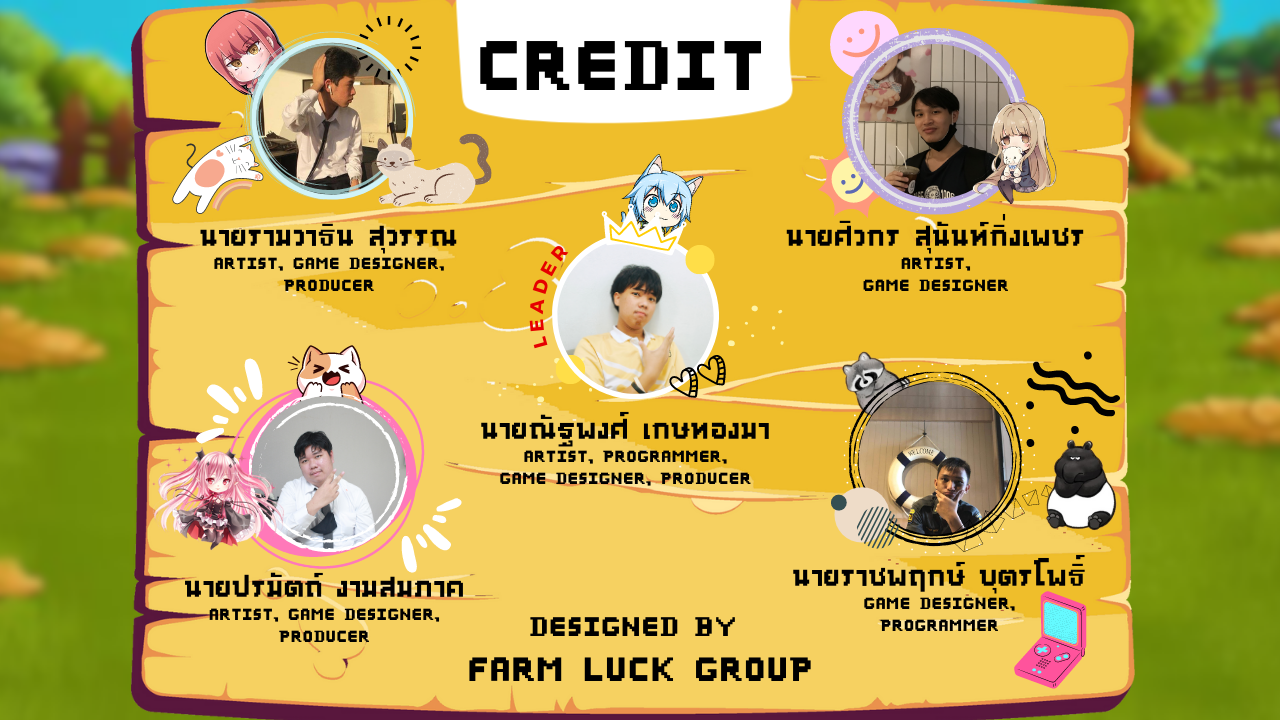 CREDIT
นายรามวาธิน สุวรรณ
ARTIST, GAME DESIGNER,
PRODUCER
นายศิวกร สุนันท์กิ่งเพชร
ARTIST,
GAME DESIGNER
LEADER
นายณัฐพงศ์ เกษทองมา
ARTIST, PROGRAMMER,
GAME DESIGNER, PRODUCER
นายปรมัตถ์ งามสมภาค
ARTIST, GAME DESIGNER,
PRODUCER
WELCOME
นายราชพฤกษ์ บุตรโพธิ์
GAME DESIGNER,
PROGRAMMER
DESIGNED BY
FARM LUCK GROUP